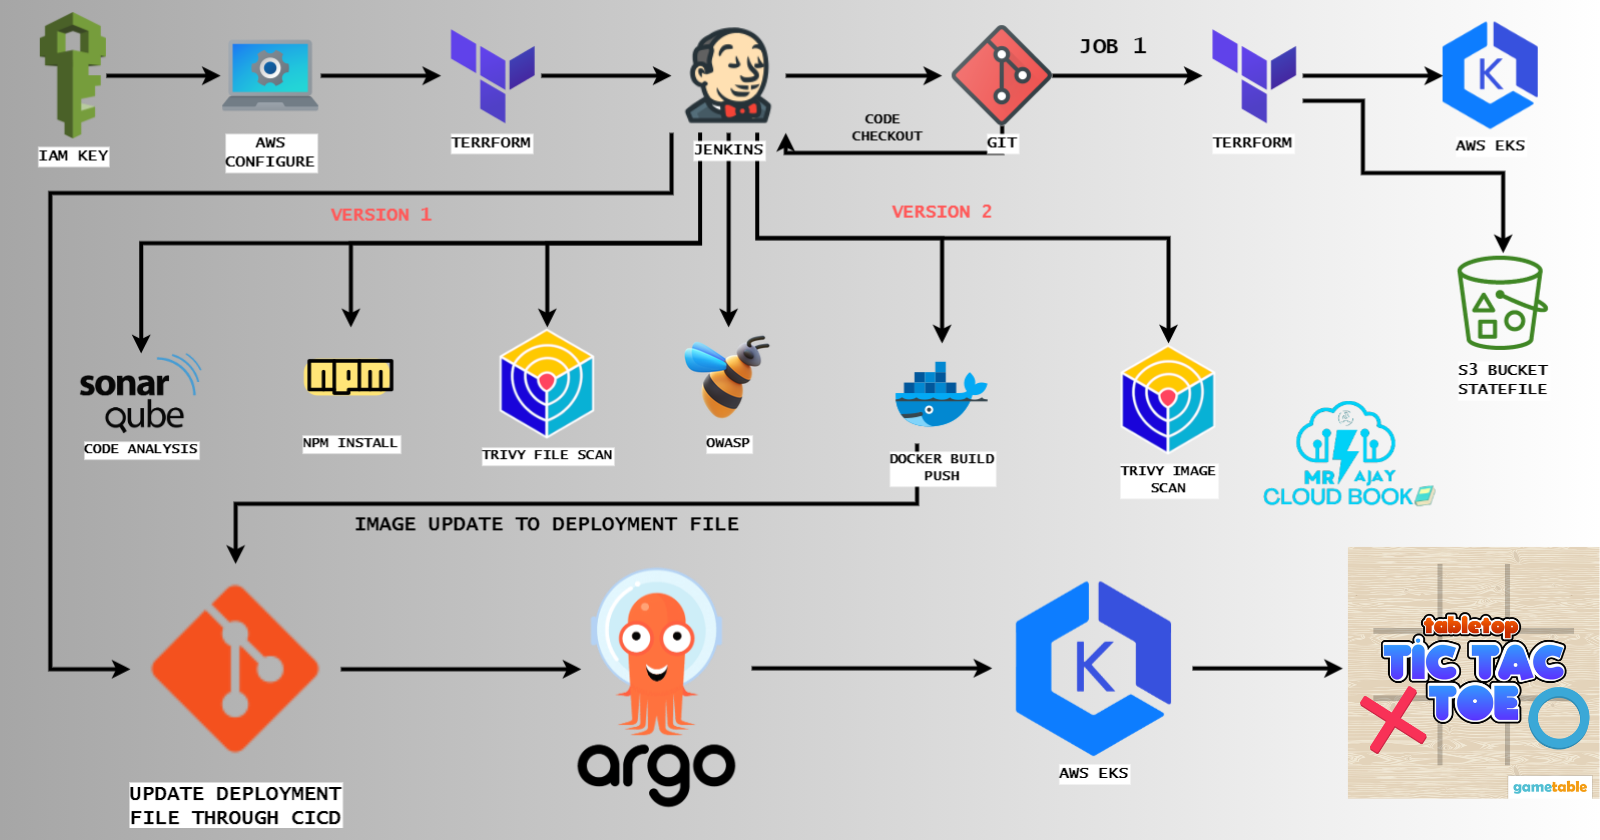 JOB 1
IAM KEY
AWS
CONFIGURE
TERRFORM
JENKINS
CODE
CHECKOUT
GIT
TERRFORM
K
AWS EKS
VERSION 1
VERSION 2
sonar
qube
CODE ANALYSIS
npm
NPM INSTALL
TRIVY FILE SCAN
OWASP
DOCKER BUILD
PUSH
TRIVY IMAGE
SCAN
S3 BUCKET
STATEFILE
MR AJAY
CLOUD BOOK
IMAGE UPDATE TO DEPLOYMENT FILE
UPDATE DEPLOYMENT
FILE THROUGH CICD
argo
K
AWS EKS
tabletop
TIC TAC
TOE
gametable